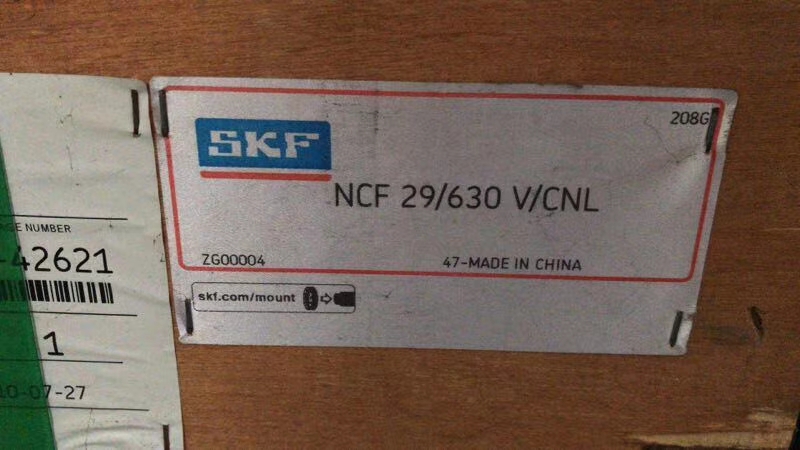 208G
SKF
NCF 29/630 V/CNL
ZG00004
47-MADE IN CHINA
skf.com/mount
NUMBER
-42621
1
10-07-27